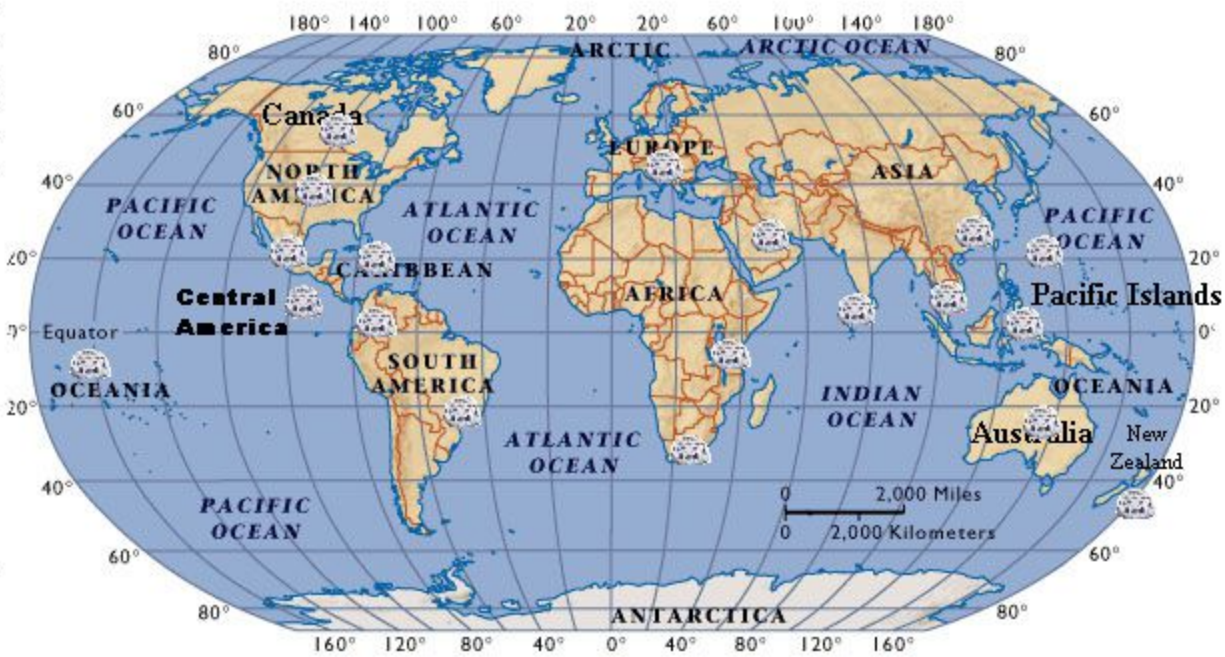 180° 140° 100° 60° 20° 20° 60° 100° 140° 180°
80° ARCTIC ARCTIC OCEAN 80°
60° Canada 60°
EUROPE
NORTH
AMERICA
ASIA
40° 40°
PACIFIC
OCEAN
ATLANTIC
OCEAN
PACIFIC
OCEAN
20° CARIBBEAN 20°
Central
America
AFRICA
Pacific Islands
Equator
0° 0°
SOUTH
AMERICA
OCEANIA
INDIAN
OCEAN
OCEANIA
20° 20°
ATLANTIC
OCEAN
Australia
New
Zealand
40° 40°
PACIFIC
OCEAN
0 2,000 Miles
0 2,000 Kilometers
60° 60°
80° ANTARCTICA 80°
160° 120° 80° 40° 0° 40° 80° 120° 160°